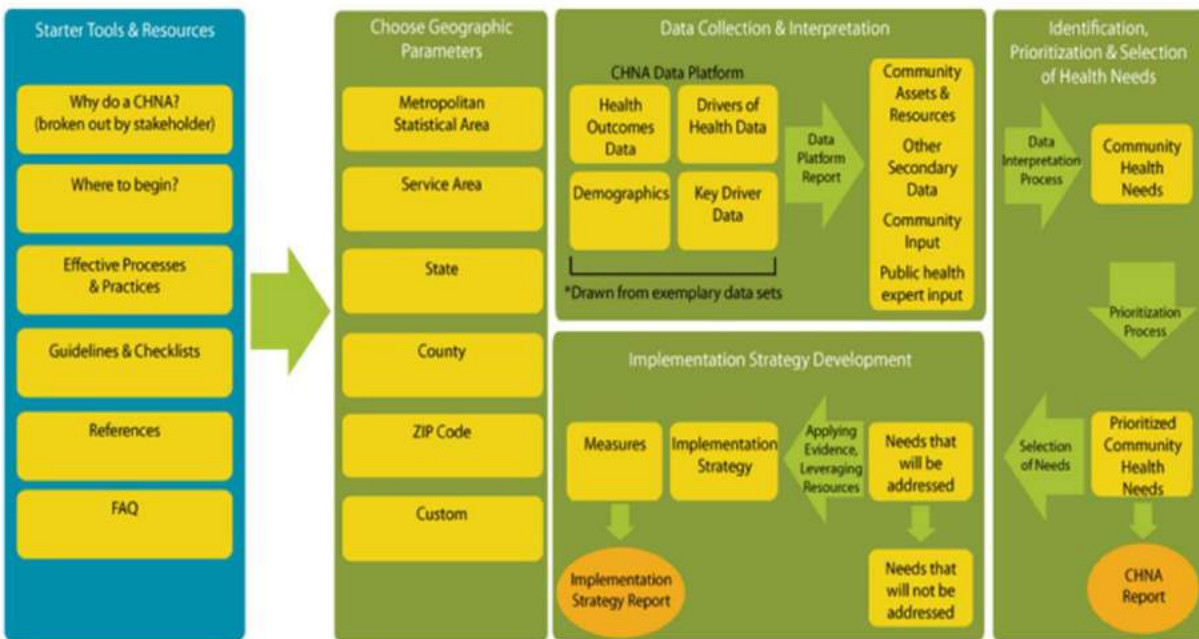 Starter Tools & Resources
Why do a CHNA?
(broken out by stakeholder)
Where to begin?
Effective Processes
& Practices
Guidelines & Checklists
References
FAQ
Choose Geographic
Parameters
Metropolitan
Statistical Area
Service Area
State
County
ZIP Code
Custom
Data Collection & Interpretation
CHNA Data Platform
Health
Outcomes
Data
Drivers of
Health Data
Demographics
Key Driver
Data
*Drawn from exemplary data sets
Data
Platform
Report
Community
Assets &
Resources
Other
Secondary
Data
Community
Input
Public health
expert input
Identification,
Prioritization & Selection
of Health Needs
Data
Interpretation
Process
Community
Health
Needs
Prioritization
Process
Prioritized
Community
Health
Needs
CHNA
Report
Selection
of Needs
Implementation Strategy Development
Needs that
will be
addressed
Needs that
will not be
addressed
Applying
Evidence,
Leveraging
Resources
Implementation
Strategy
Measures
Implementation
Strategy Report